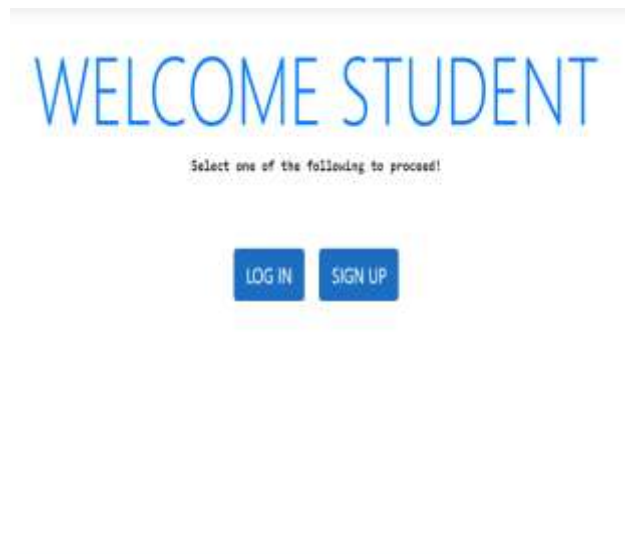 WELCOME STUDENT
Select one of the following to proceed!
LOG IN SIGN UP